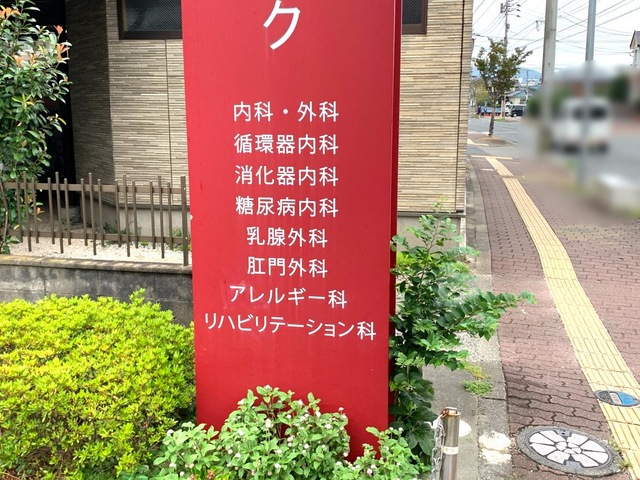 ク
内科・外科
循環器内科
消化器内科
糖尿病内科
乳腺外科
肛門外科
アレルギー科
リハビリテーション科